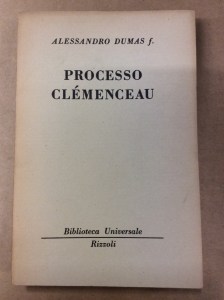 ALESSANDRO DUMAS f.
PROCESSO
CLÉMENCEAU
Biblioteca Universale
Rizzoli